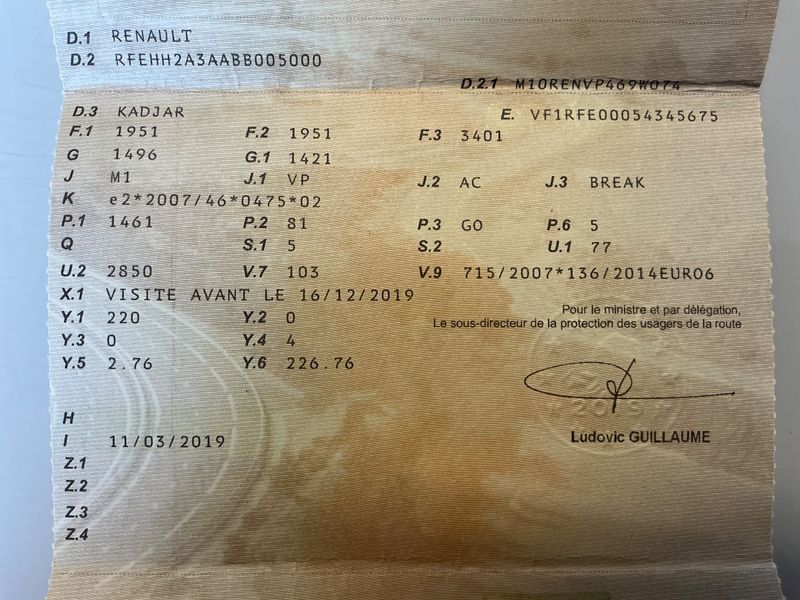 D.1 RENAULT
D.2 RFEHH2A3AABB005000
D.2.1 M10RENVP469W074
D.3 KADJAR
E. VF1RFE00054345675
F.1 1951 F.2 1951 F.3 3401
G 1496 G.1 1421
J M1 J.1 VP J.2 AC J.3 BREAK
K e2*2007/46*0475*02
P.1 1461 P.2 81 P.3 GO P.6 5
Q S.1 5 S.2 U.1 77
U.2 2850 V.7 103 V.9 715/2007*136/2014EURO6
X.1 VISITE AVANT LE 16/12/2019
Y.1 220 Y.2 0
Pour le ministre et par délégation,
Le sous-directeur de la protection des usagers de la route
Y.3 0 Y.4 4
Y.5 2.76 Y.6 226.76
H
I 11/03/2019
Ludovic GUILLAUME
Z.1
Z.2
Z.3
Z.4